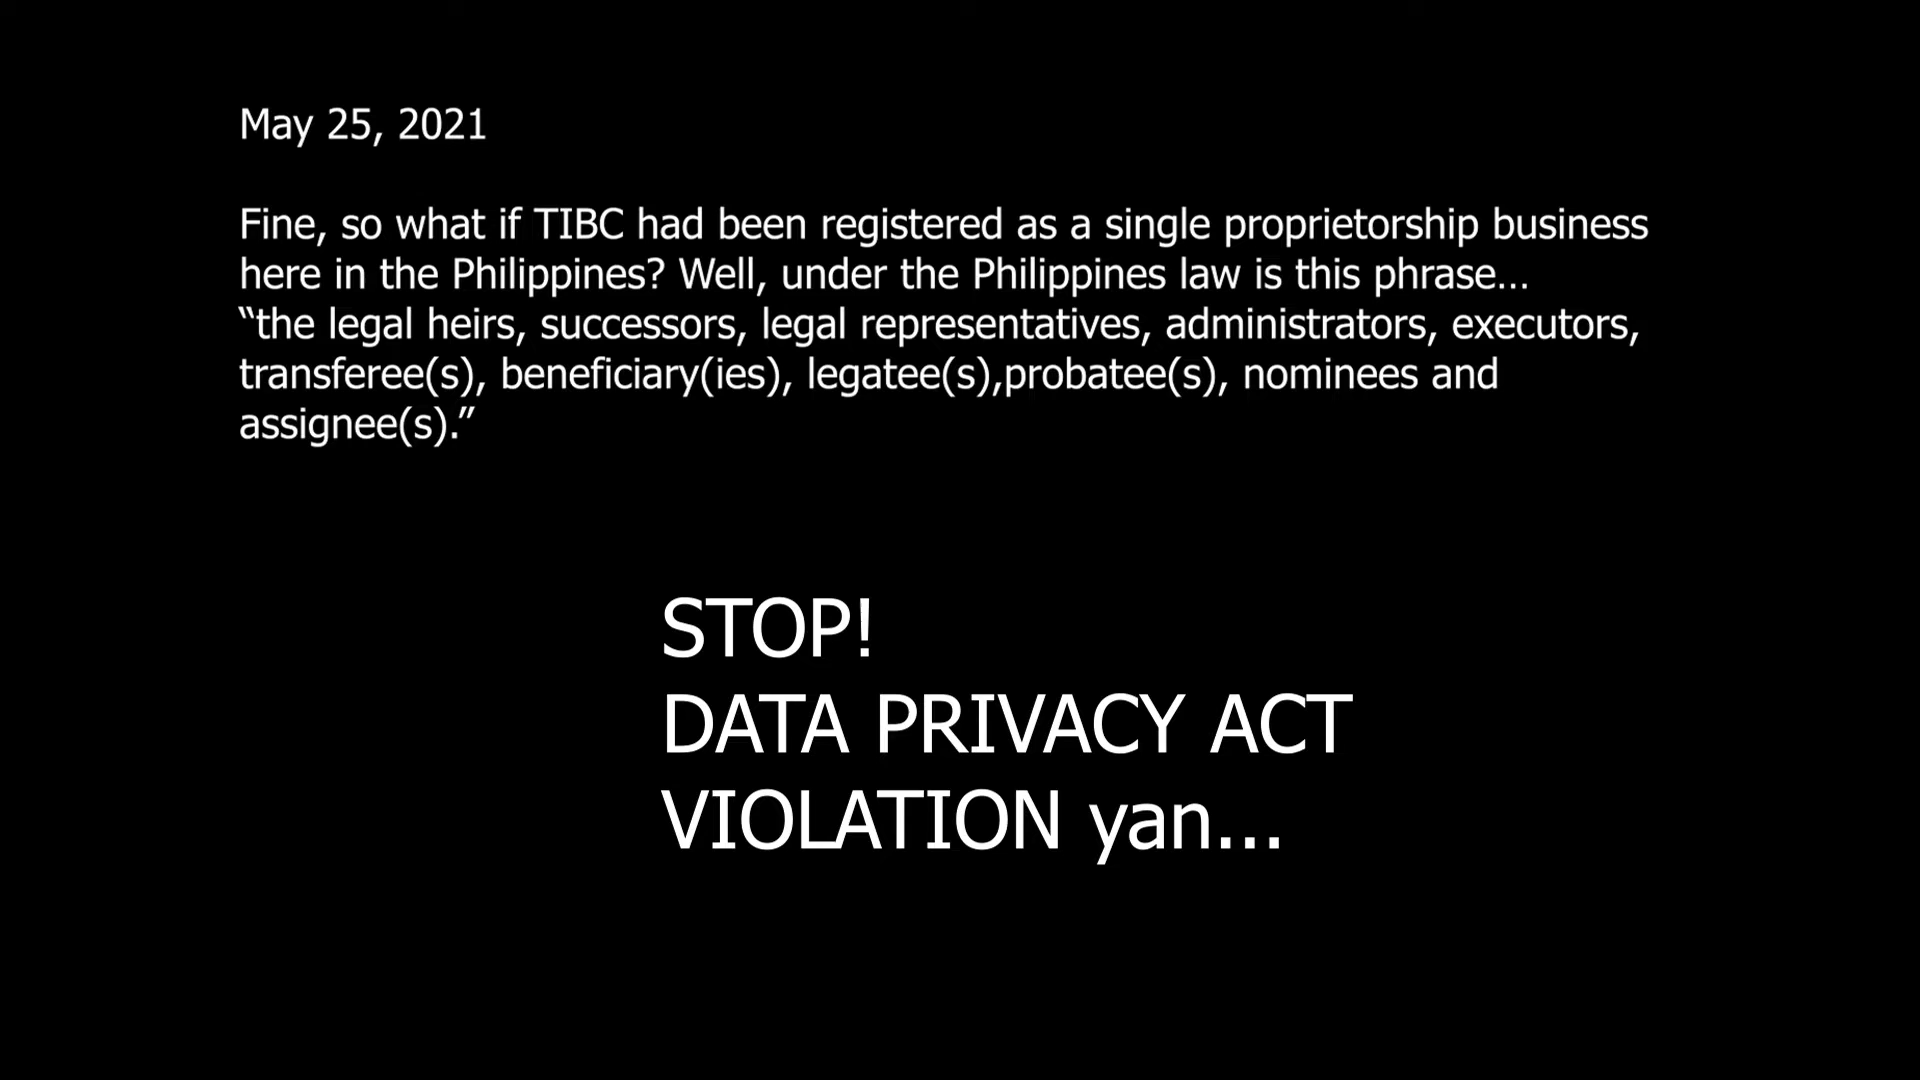 May 25, 2021
Fine, so what if TIBC had been registered as a single proprietorship business
here in the Philippines? Well, under the Philippines law is this phrase...
“the legal heirs, successors, legal representatives, administrators, executors,
transferee(s), beneficiary(ies), legatee(s),probatee(s), nominees and
assignee(s).”
STOP!
DATA PRIVACY ACT
VIOLATION yan...